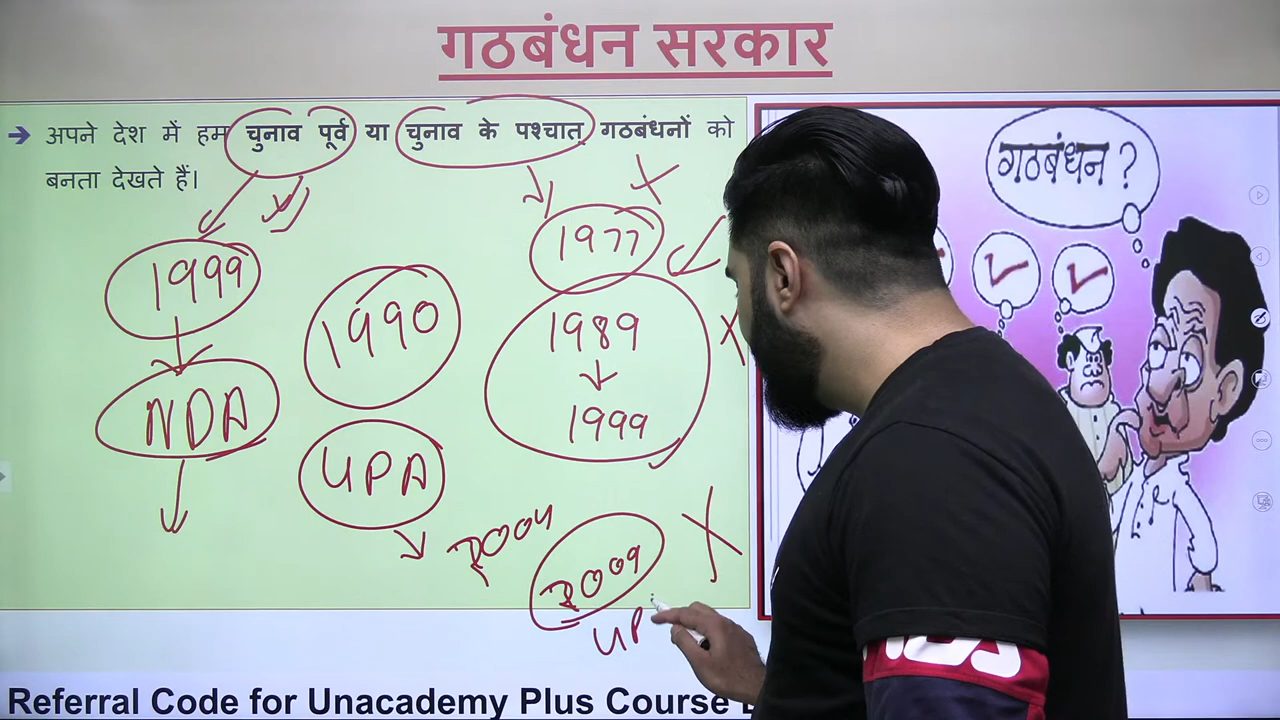 गठबंधन सरकार
अपने देश में हम चुनाव पूर्व या चुनाव के पश्चात् गठबंधनों को
बनता देखते हैं।
गठबंधन ?
1977
1999
1990
1989
1999
NDA
UPA
2004
2009
UP
Referral Code for Unacademy Plus Course